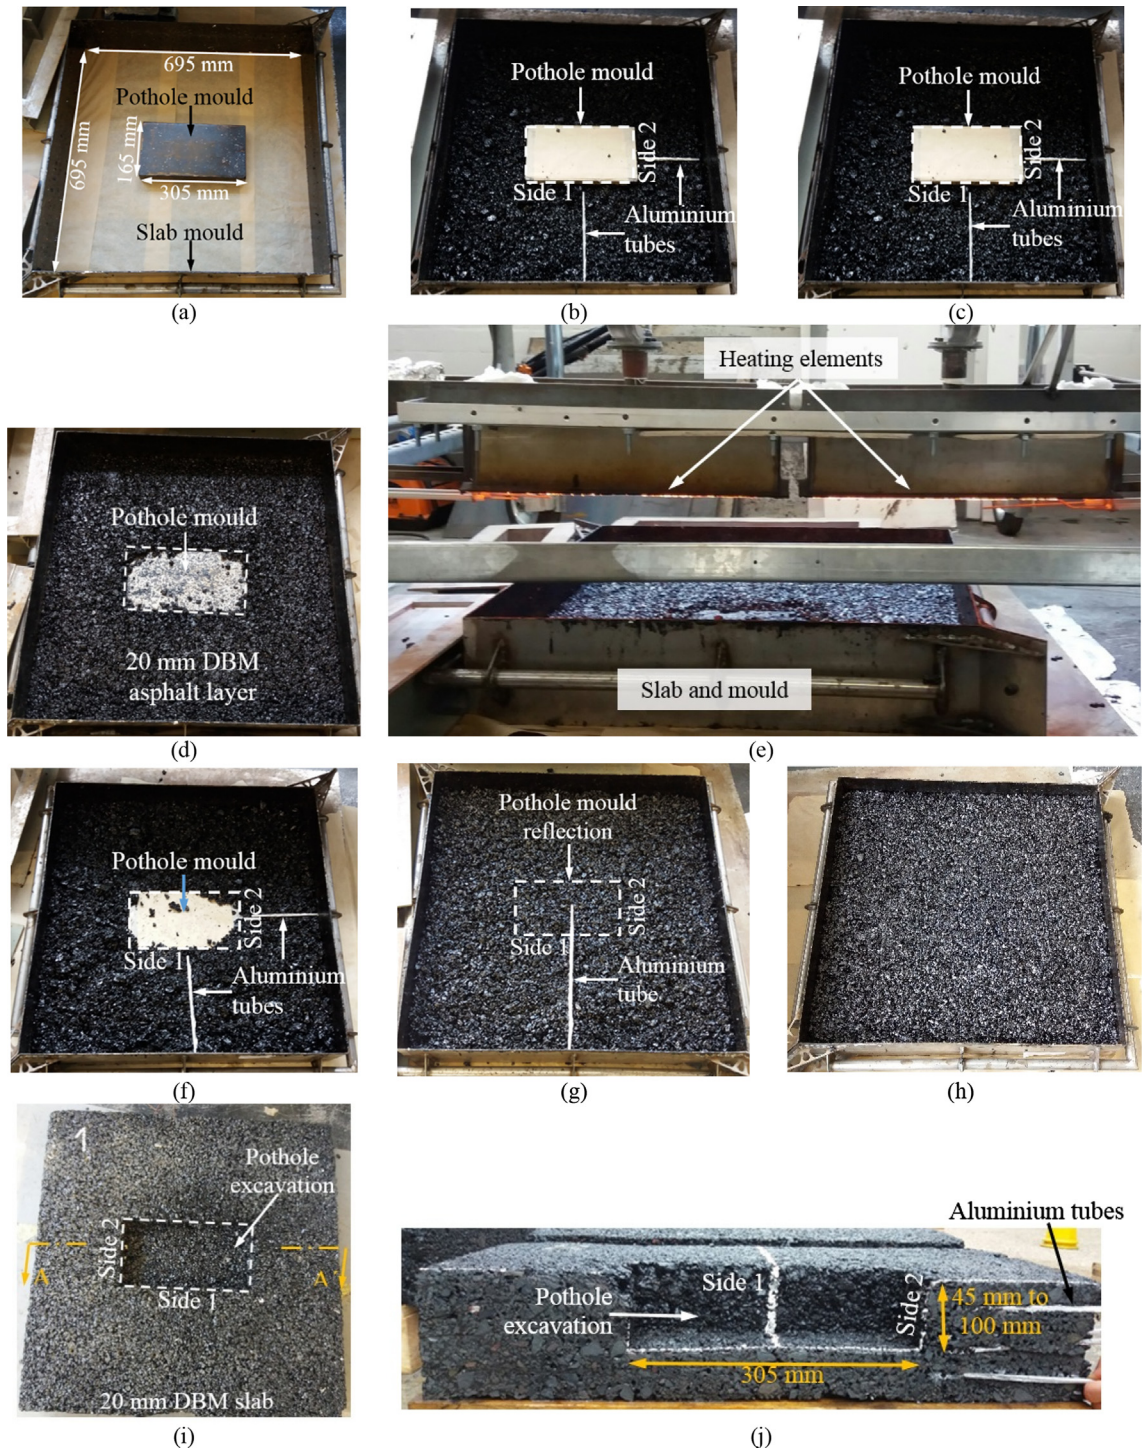 695 mm
Pothole mould
695 mm
165 mm
305 mm
Slab mould
(a)
Pothole mould
Side 2
Side 1
Aluminium
tubes
(b)
Pothole mould
Side 2
Side 1
Aluminium
tubes
(c)
Pothole mould
20 mm DBM
asphalt layer
(d)
Heating elements
Slab and mould
(e)
Pothole mould
Side 2
Side 1
Aluminium
tubes
(f)
Pothole mould
reflection
Side 2
Side 1
Aluminium
tube
(g)
(h)
1
Pothole
excavation
Side 2
A
A
Side 1
20 mm DBM slab
(i)
Aluminium tubes
Side 1
Side 2
Pothole
excavation
45 mm to
100 mm
305 mm
(j)